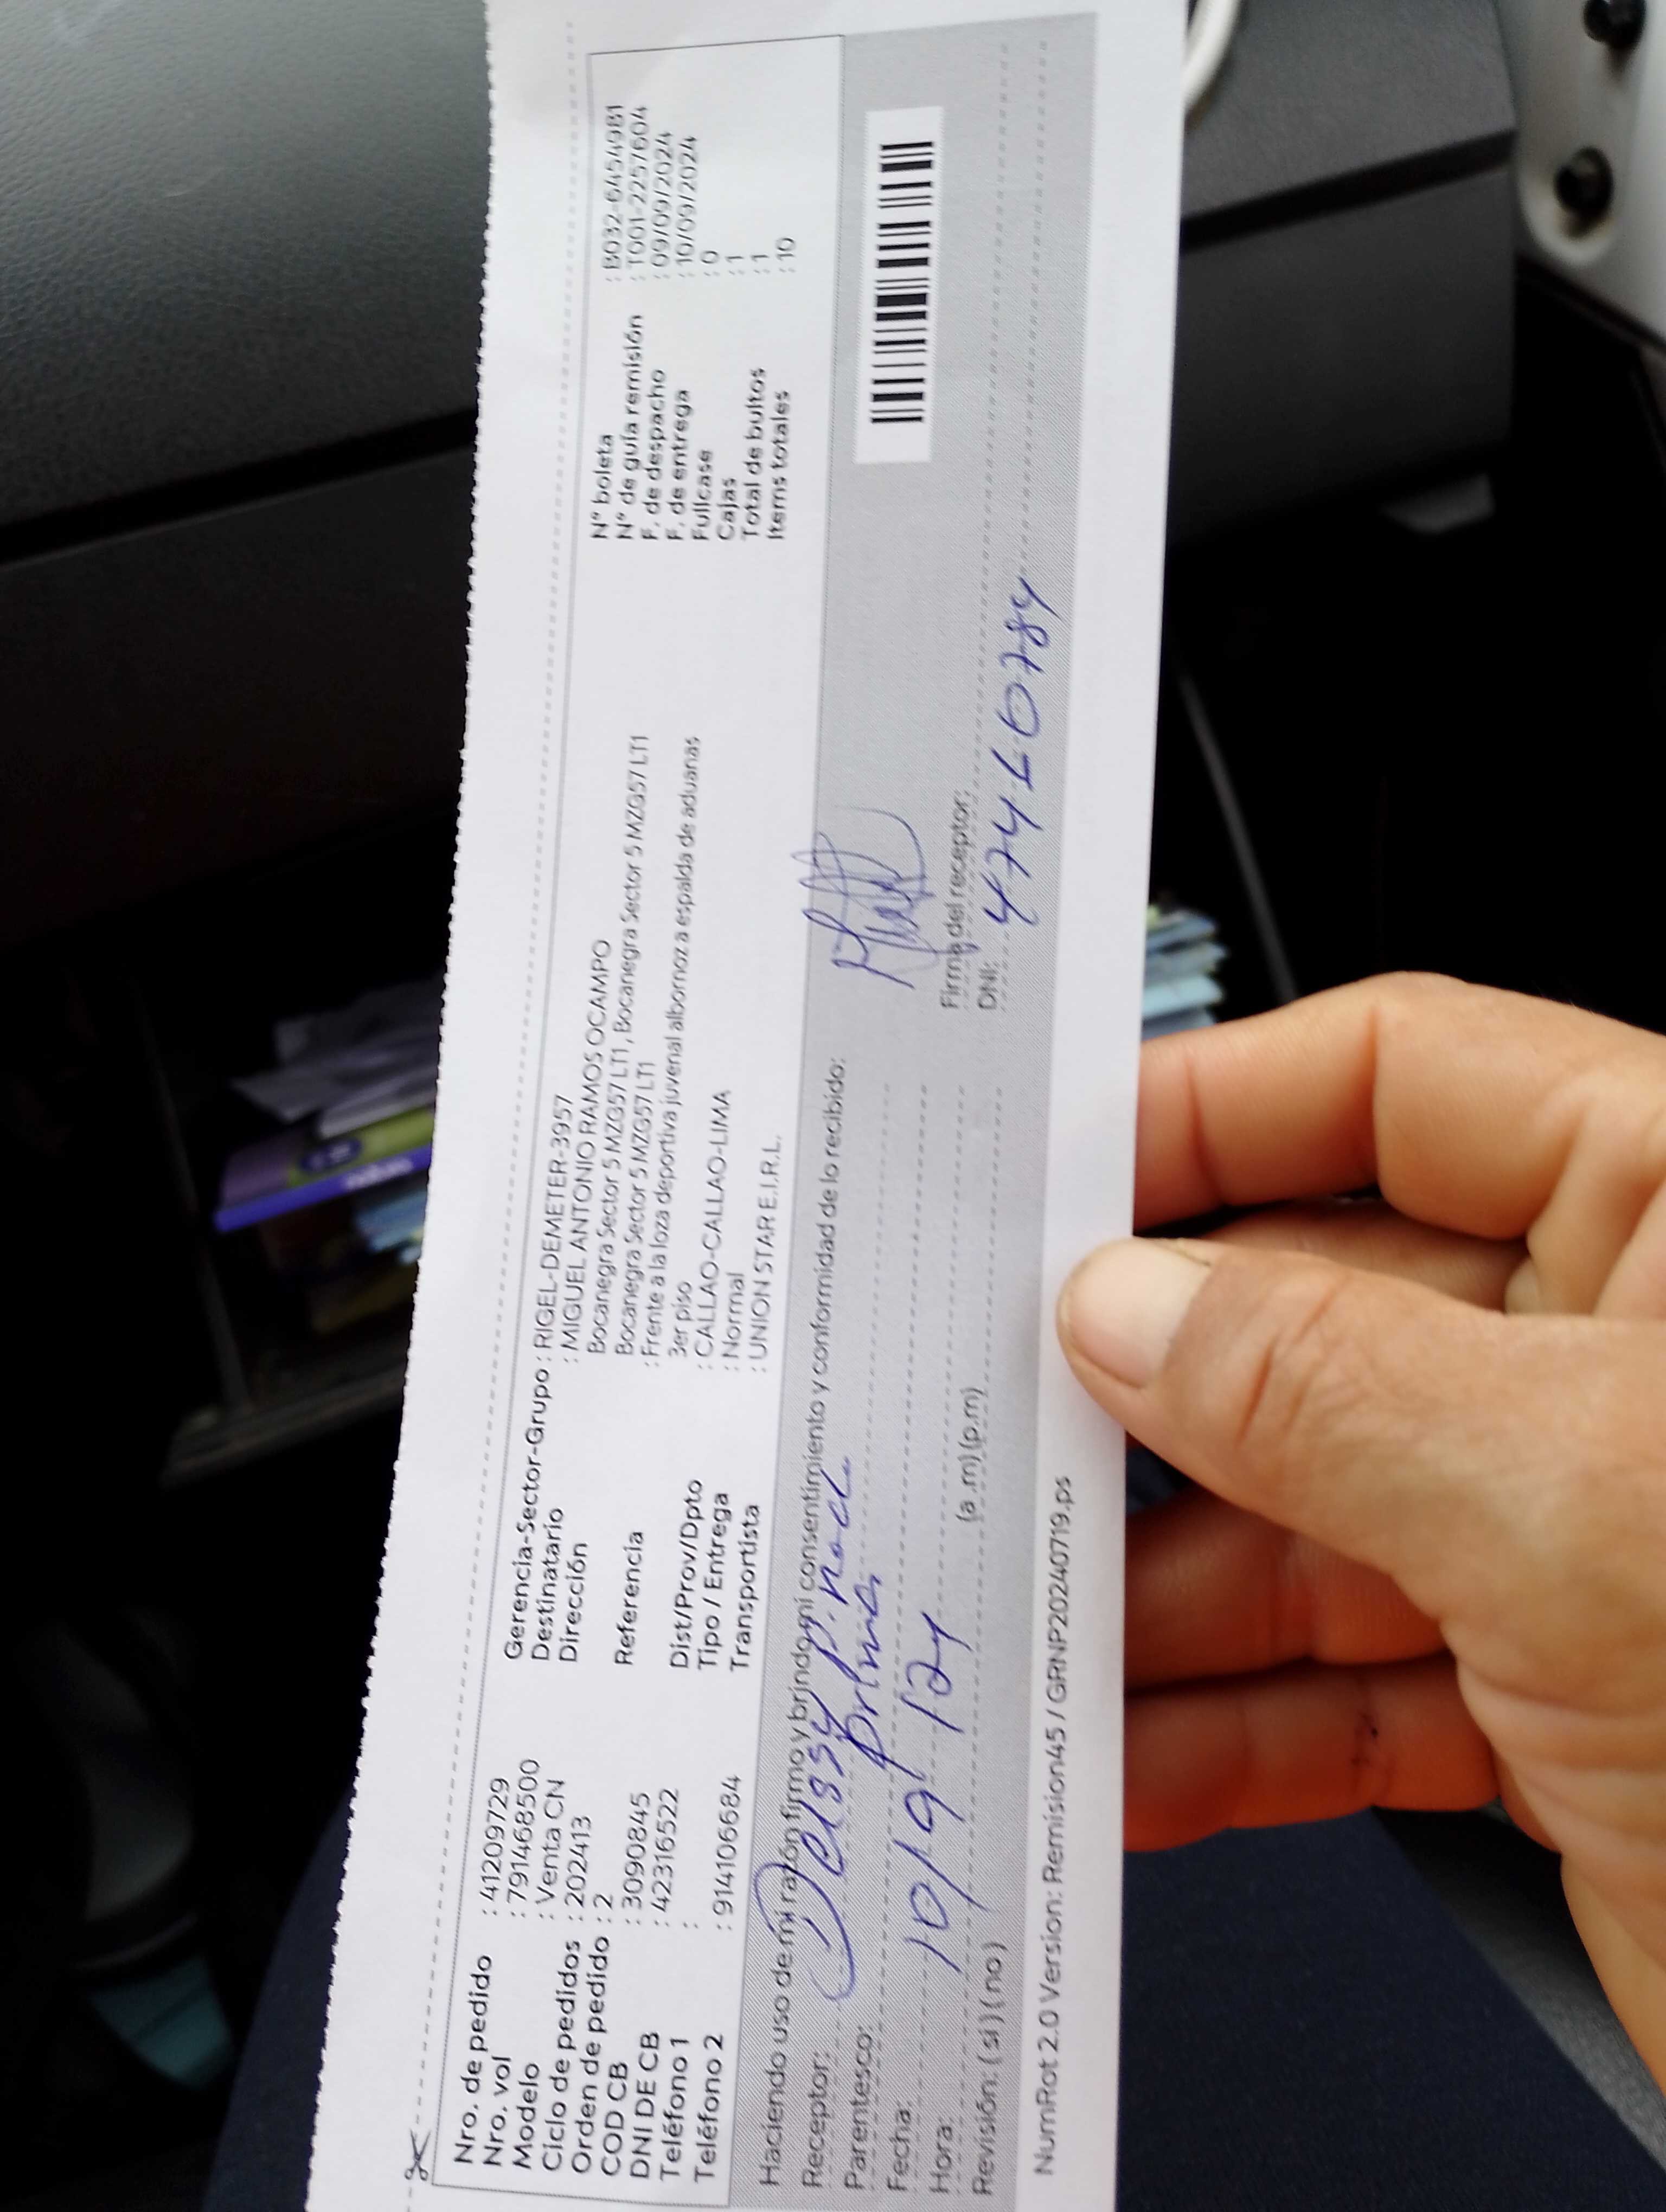 Nro. de pedido : 41209729
Nro. vol : 791468500
Modelo : Venta CN
Ciclo de pedidos : 202413
Orden de pedido : 2
COD CB : 3090845
DNI DE CB : 42316522
Teléfono 1 :
Teléfono 2 : 914106684
Gerencia-Sector-Grupo : RIGEL-DEMETER-3957
Destinatario : MIGUEL ANTONIO RAMOS OCAMPO
Dirección Bocanegra Sector 5 MZG57 LT1, Bocanegra Sector 5 MZG57 LT1
Bocanegra Sector 5 MZG57 LT1
Referencia : Frente a la loza deportiva juvenal albornoz a espalda de aduanas
3er piso
Dist/Prov/Dpto : CALLAO-CALLAO-LIMA
Tipo / Entrega : Normal
Transportista : UNION STAR E.I.R.L.
N° boleta : B032-6454981
N° de guía remisión : T001-2257604
F. de despacho : 09/09/2024
F. de entrega : 10/09/2024
Fullcase : 0
Cajas : 1
Total de bultos : 1
Items totales : 10
Haciendo uso de mi razón firmo y brindo mi consentimiento y conformidad de lo recibido:
Receptor: Deissy
Parentesco: prima
Fecha: 10/9/24
Hora: (a.m) (p.m)
Revisión: (si) (no)
Firma del receptor:
DNI:
NumRot 2.0 Version: Remision45 / GRNP20240719.ps